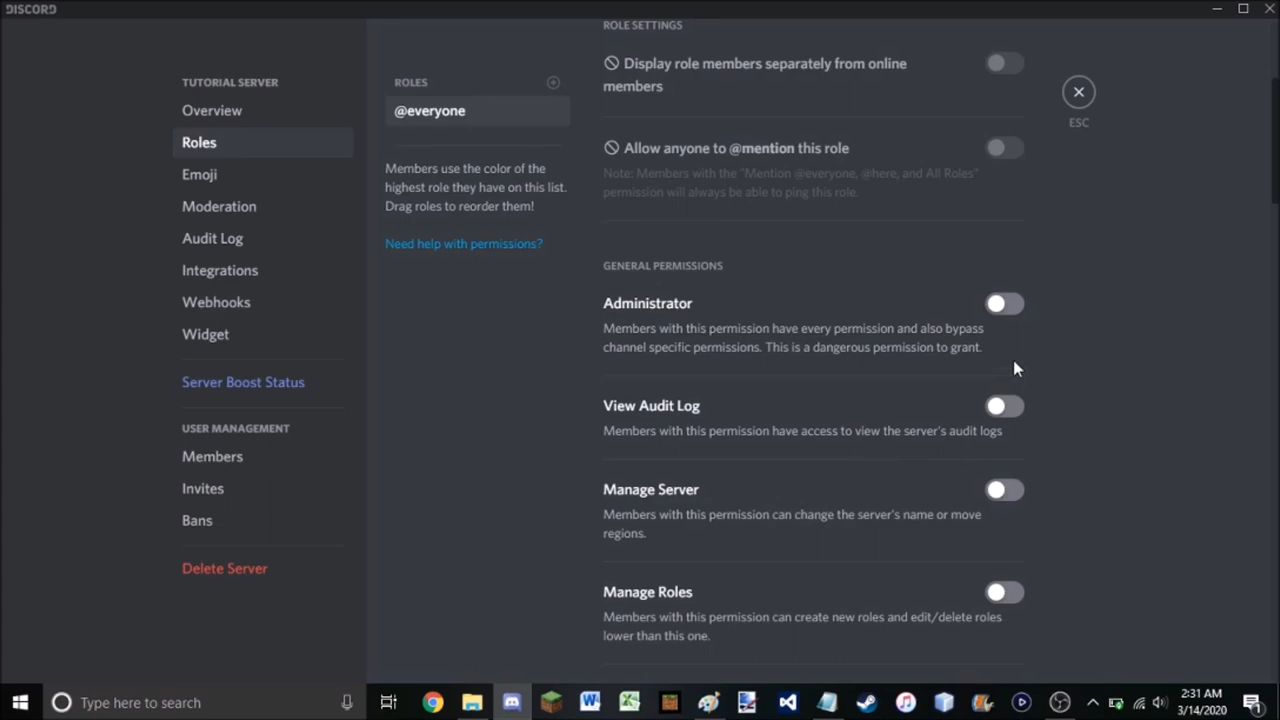 DISCORD
TUTORIAL SERVER
Overview
Roles
Emoji
Moderation
Audit Log
Integrations
Webhooks
Widget
Server Boost Status
USER MANAGEMENT
Members
Invites
Bans
Delete Server
ROLES
@everyone
Members use the color of the
highest role they have on this list.
Drag roles to reorder them!
Need help with permissions?
ROLE SETTINGS
Display role members separately from online
members
Allow anyone to @mention this role
Note: Members with the "Mention @everyone, @here, and All Roles"
permission will always be able to ping this role.
GENERAL PERMISSIONS
Administrator
Members with this permission have every permission and also bypass
channel specific permissions. This is a dangerous permission to grant.
View Audit Log
Members with this permission have access to view the server's audit logs
Manage Server
Members with this permission can change the server's name or move
regions.
Manage Roles
Members with this permission can create new roles and edit/delete roles
lower than this one.
ESC
Type here to search
2:31 AM
3/14/2020